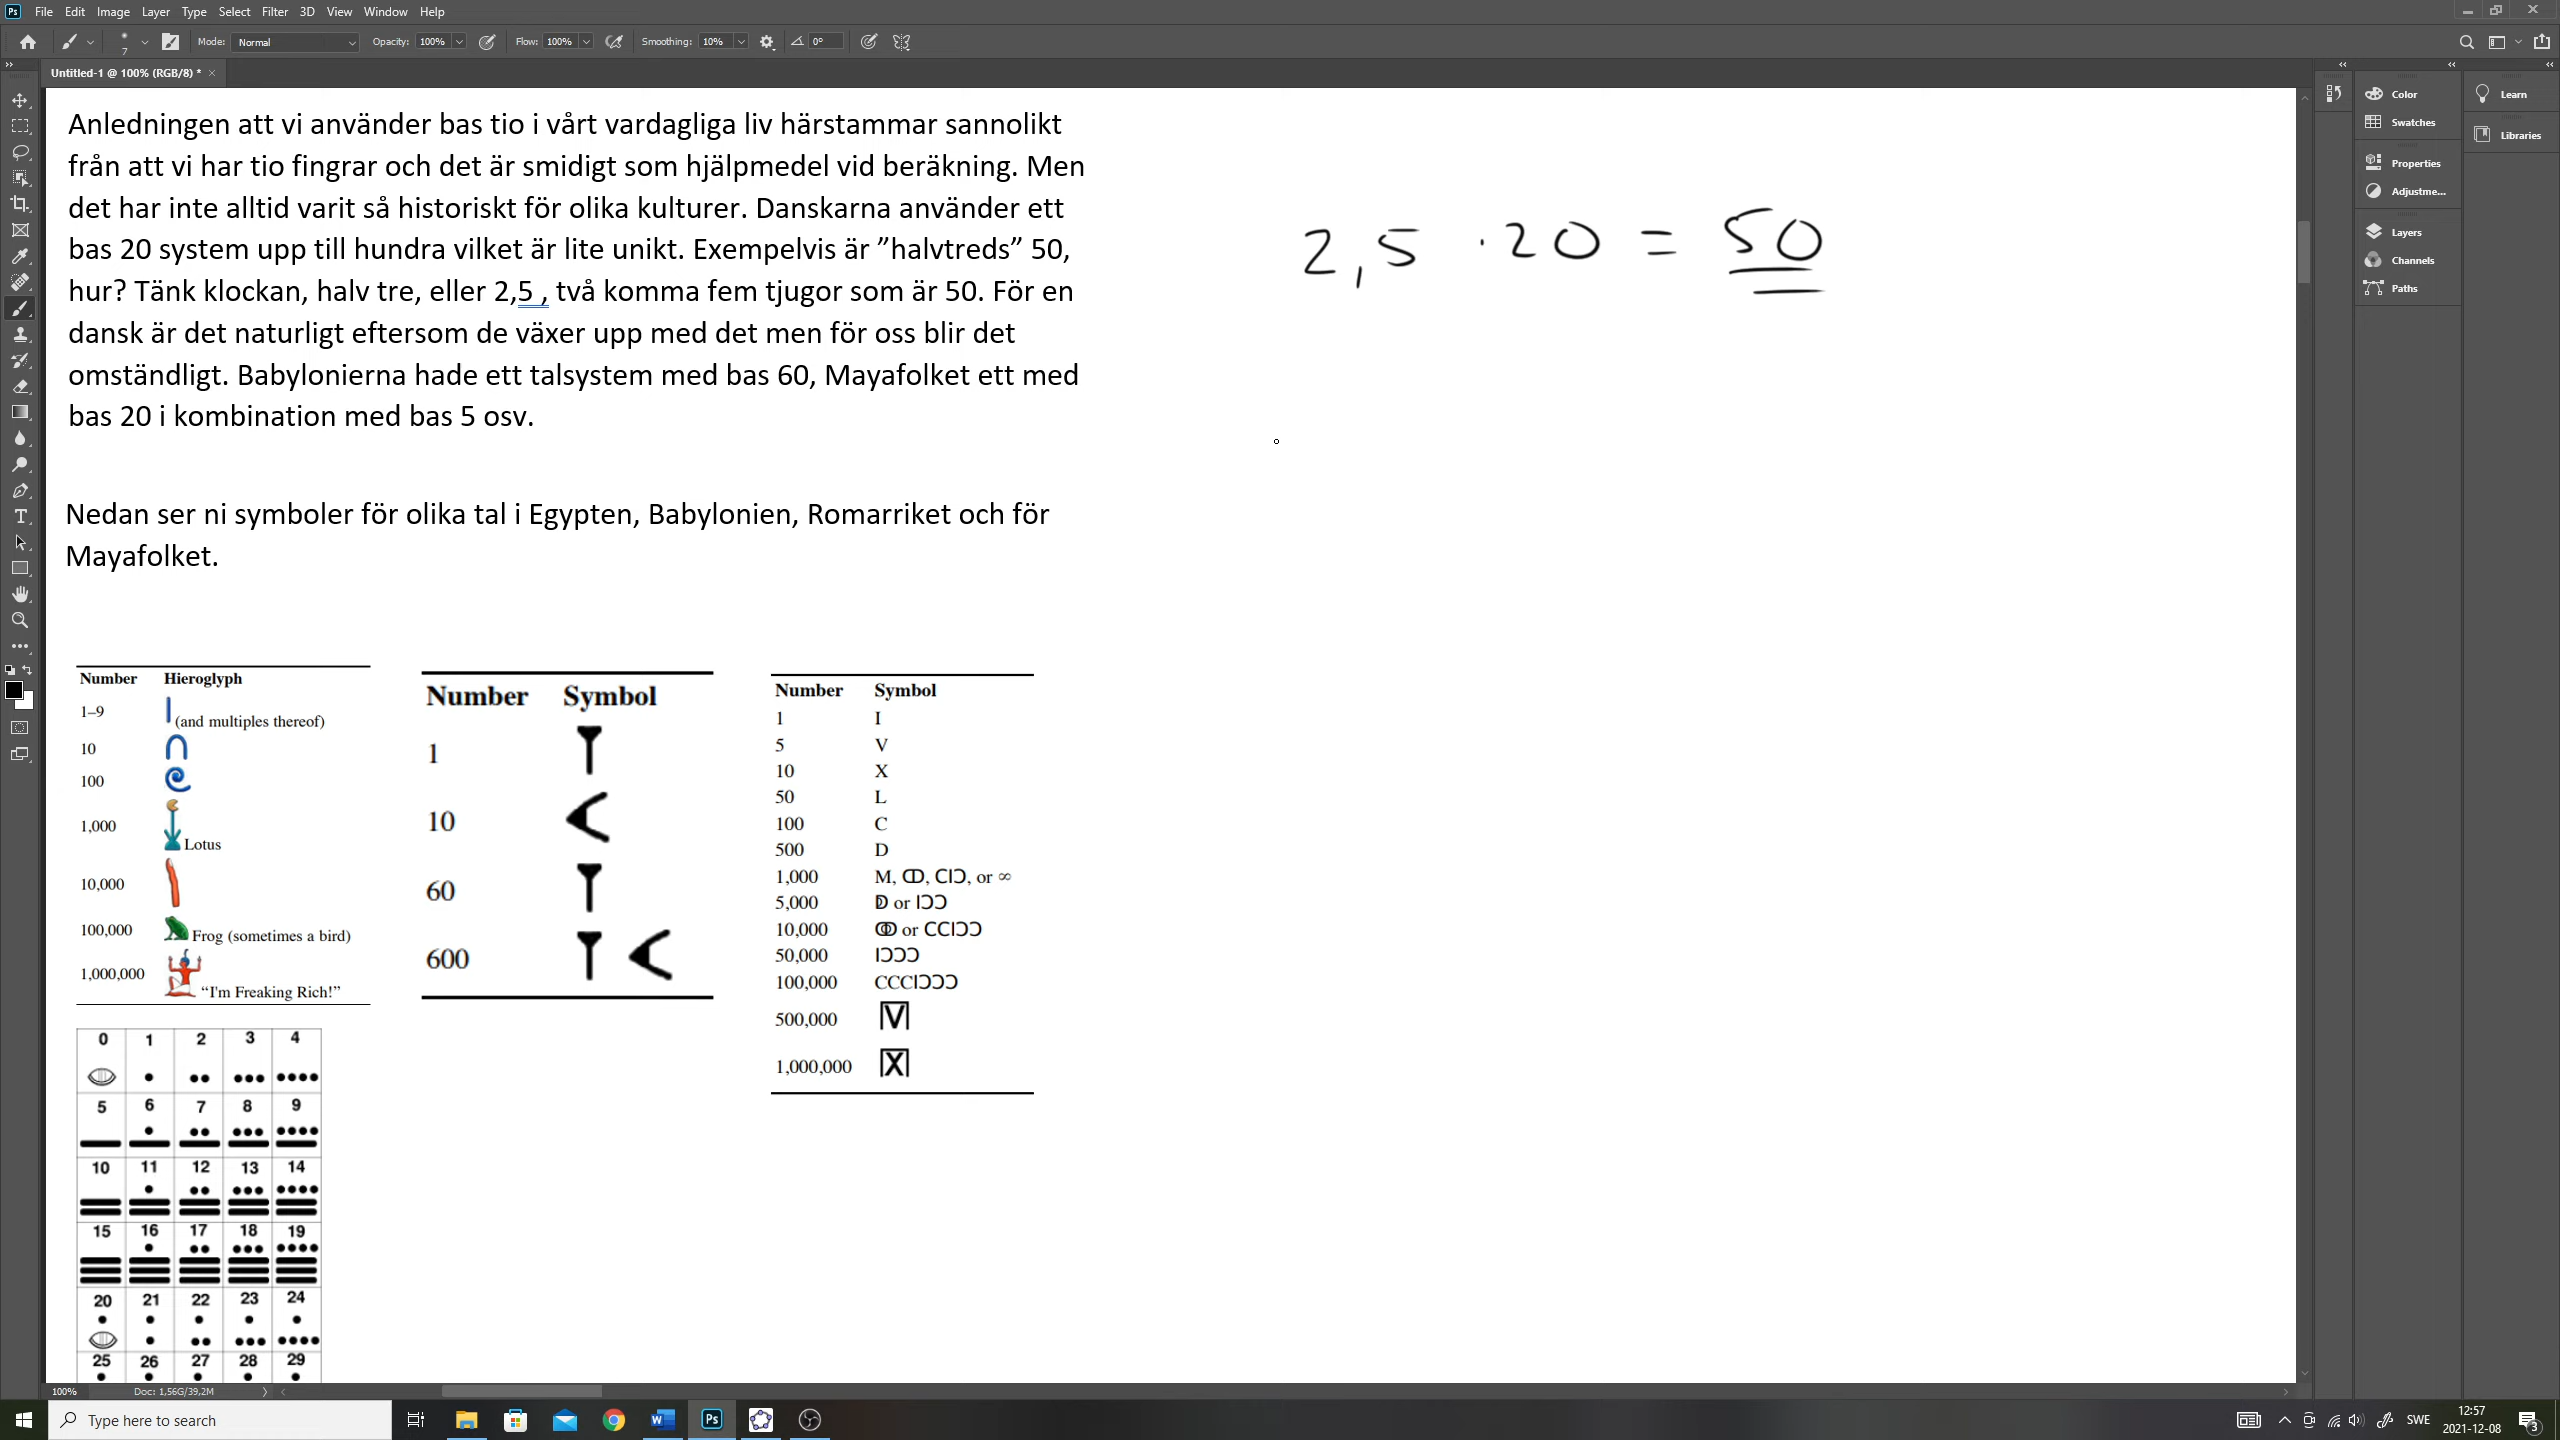 Ps File Edit Image Layer Type Select Filter 3D View Window Help
7 Mode: Normal Opacity: 100% Flow: 100% Smoothing: 10% 0°
Untitled-1 @ 100% (RGB/8) * ×
Anledningen att vi använder bas tio i vårt vardagliga liv härstammar sannolikt
från att vi har tio fingrar och det är smidigt som hjälpmedel vid beräkning. Men
det har inte alltid varit så historiskt för olika kulturer. Danskarna använder ett
bas 20 system upp till hundra vilket är lite unikt. Exempelvis är ”halvtreds” 50,
hur? Tänk klockan, halv tre, eller 2,5 , två komma fem tjugor som är 50. För en
dansk är det naturligt eftersom de växer upp med det men för oss blir det
omständligt. Babylonierna hade ett talsystem med bas 60, Mayafolket ett med
bas 20 i kombination med bas 5 osv.
2,5 · 20 = 50
Nedan ser ni symboler för olika tal i Egypten, Babylonien, Romarriket och för
Mayafolket.
Number Hieroglyph
1–9 (and multiples thereof)
10
100
1,000 Lotus
10,000
100,000 Frog (sometimes a bird)
1,000,000 “I'm Freaking Rich!”
Number Symbol
1
10
60
600
Number Symbol
1 I
5 V
10 X
50 L
100 C
500 D
1,000 M, ↀ, CIↃ, or ∞
5,000 ↁ or IↃↃ
10,000 ↂ or CCIↃↃ
50,000 IↃↃↃ
100,000 CCCIↃↃↃ
500,000 |V|
1,000,000 |X|
0 1 2 3 4
5 6 7 8 9
10 11 12 13 14
15 16 17 18 19
20 21 22 23 24
25 26 27 28 29
Color
Swatches
Properties
Adjustme...
Layers
Channels
Paths
Learn
Libraries
100% Doc: 1,56G/39,2M
Type here to search
W Ps
SWE
12:57
2021-12-08
3